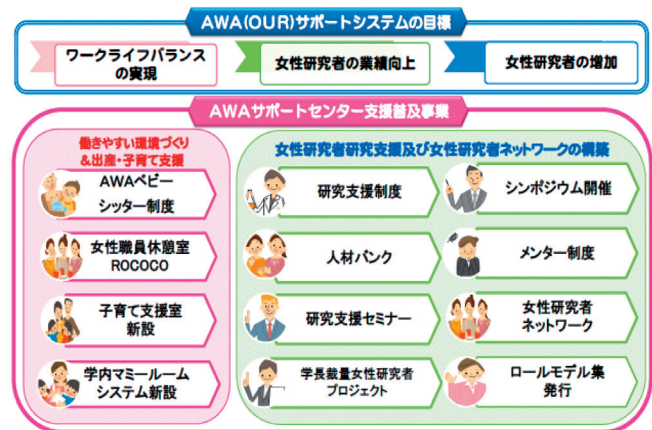 AWA(OUR)サポートシステムの目標
ワークライフバランス
の実現
女性研究者の業績向上
女性研究者の増加
AWAサポートセンター支援普及事業
働きやすい環境づくり
&出産・子育て支援
AWAベビー
シッター制度
女性職員休憩室
ROCOCO
子育て支援室
新設
学内マミールーム
システム新設
女性研究者研究支援及び女性研究者ネットワークの構築
研究支援制度
シンポジウム開催
人材バンク
メンター制度
研究支援セミナー
女性研究者
ネットワーク
学長裁量女性研究者
プロジェクト
ロールモデル集
発行